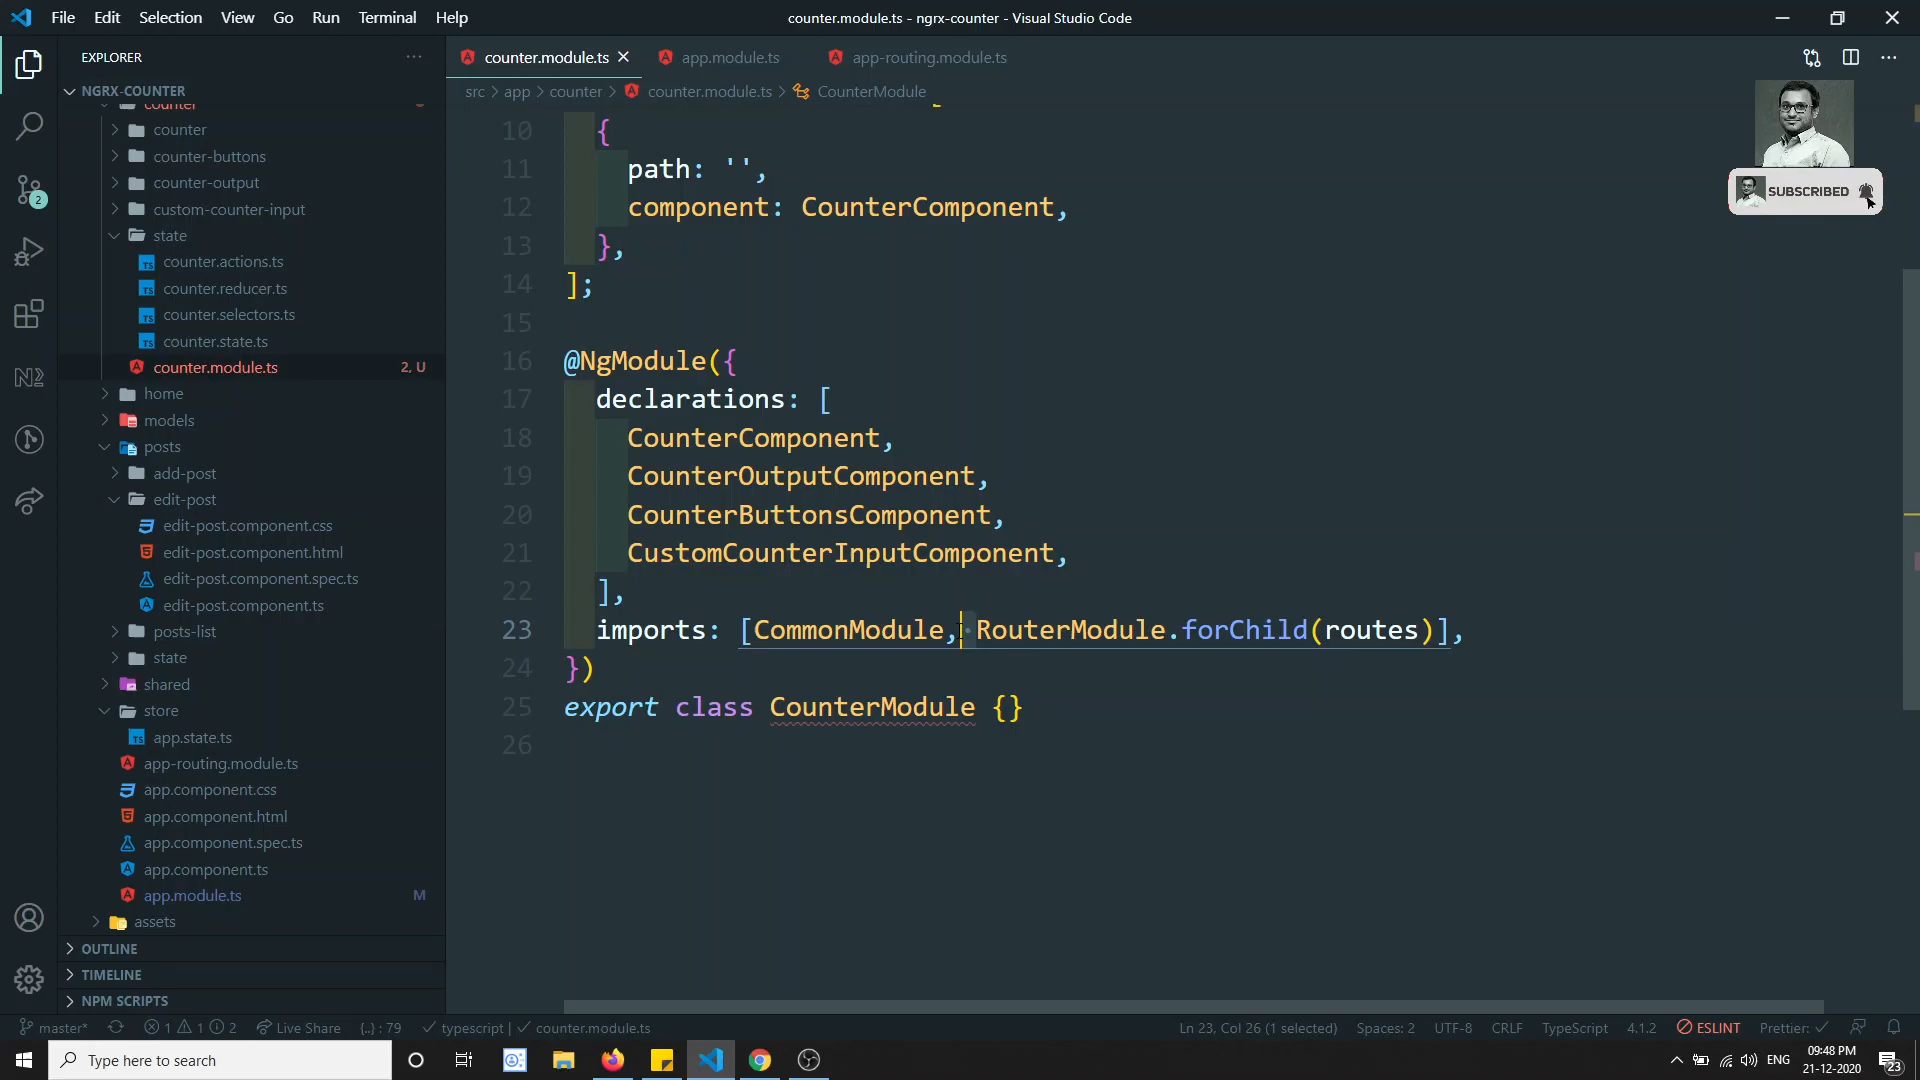 File Edit Selection View Go Run Terminal Help
counter.module.ts - ngrx-counter - Visual Studio Code
EXPLORER
NGRX-COUNTER
counter
counter
counter-buttons
counter-output
custom-counter-input
state
counter.actions.ts
counter.reducer.ts
counter.selectors.ts
counter.state.ts
counter.module.ts 2, U
home
models
posts
add-post
edit-post
edit-post.component.css
edit-post.component.html
edit-post.component.spec.ts
edit-post.component.ts
posts-list
state
shared
store
app.state.ts
app-routing.module.ts
app.component.css
app.component.html
app.component.spec.ts
app.component.ts
app.module.ts M
assets
OUTLINE
TIMELINE
NPM SCRIPTS
2
counter.module.ts app.module.ts app-routing.module.ts
src > app > counter > counter.module.ts > CounterModule
SUBSCRIBED
10 {
11 path: '',
12 component: CounterComponent,
13 },
14 ];
15
16 @NgModule({
17 declarations: [
18 CounterComponent,
19 CounterOutputComponent,
20 CounterButtonsComponent,
21 CustomCounterInputComponent,
22 ],
23 imports: [CommonModule, RouterModule.forChild(routes)],
24 })
25 export class CounterModule {}
26
master* 1 1 2 Live Share {..} : 79 typescript | counter.module.ts
Ln 23, Col 26 (1 selected) Spaces: 2 UTF-8 CRLF TypeScript 4.1.2 ESLINT Prettier:
Type here to search
ENG
09:48 PM
21-12-2020
23